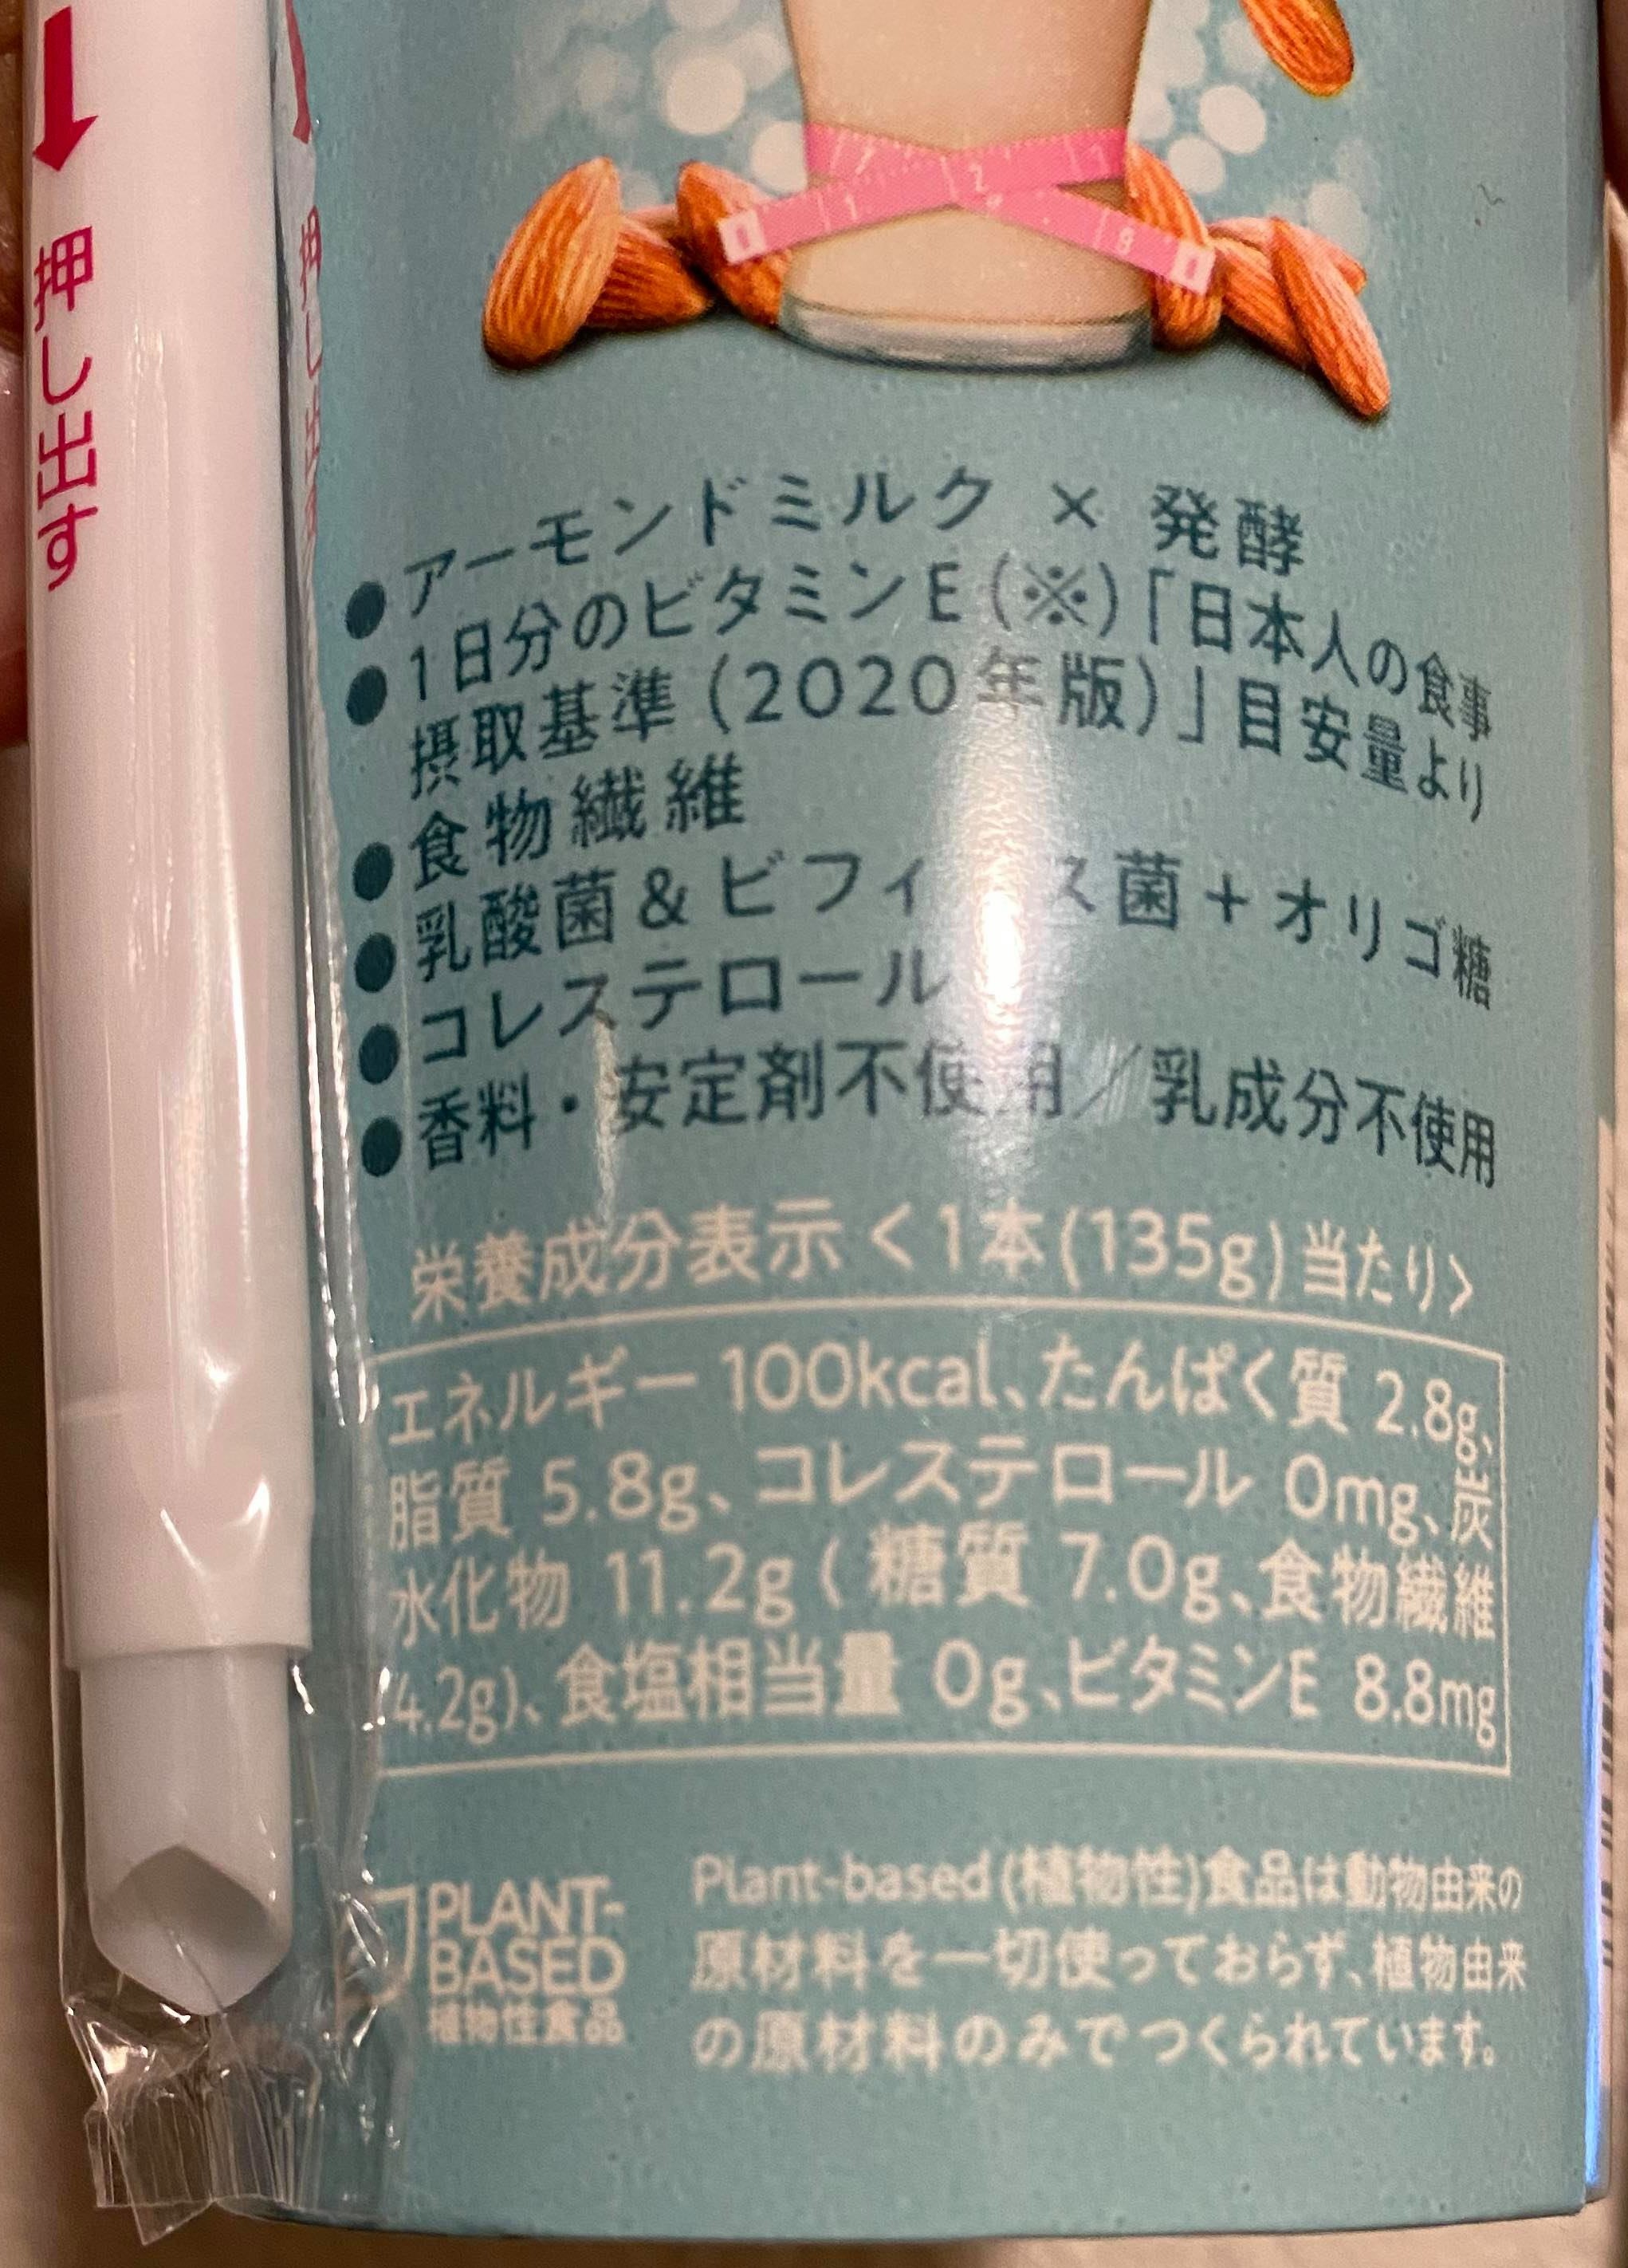 押し出す
押し出す
●アーモンドミルク × 発酵
●1日分のビタミンE(※)「日本人の食事
摂取基準(2020年版)」目安量より
●食物繊維
●乳酸菌 & ビフィ ス菌 + オリゴ糖
●コレステロール
●香料・安定剤不使用／乳成分不使用
栄養成分表示<1本(135g)当たり>
エネルギー 100kcal、たんぱく質 2.8g、
脂質 5.8g、コレステロール 0mg、炭
水化物 11.2g(糖質 7.0g、食物繊維
4.2g)、食塩相当量 0g、ビタミンE 8.8mg
PLANT-
BASED
植物性食品
Plant-based(植物性)食品は動物由来の
原材料を一切使っておらず、植物由来
の原材料のみでつくられています。